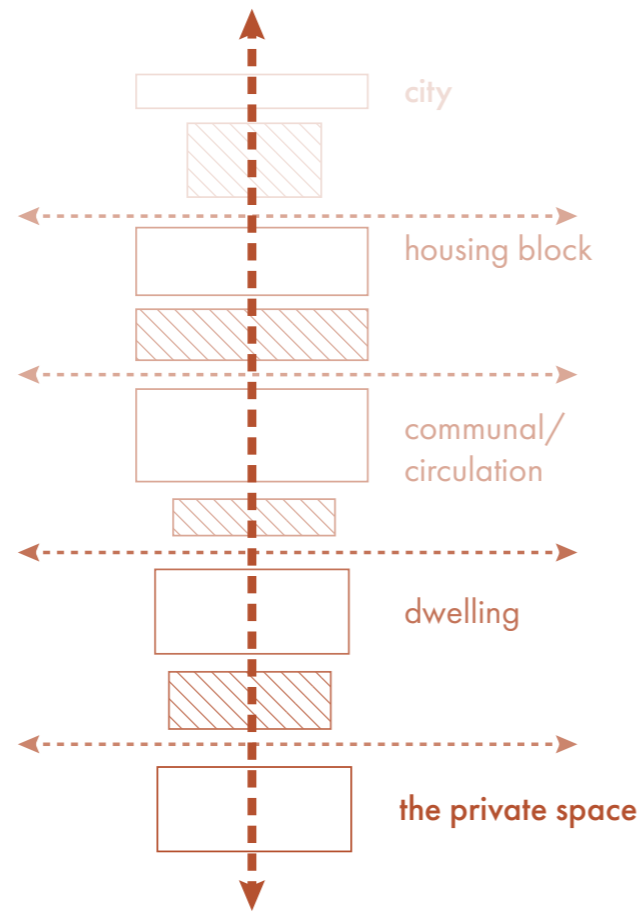 city
housing block
communal/
circulation
dwelling
the private space